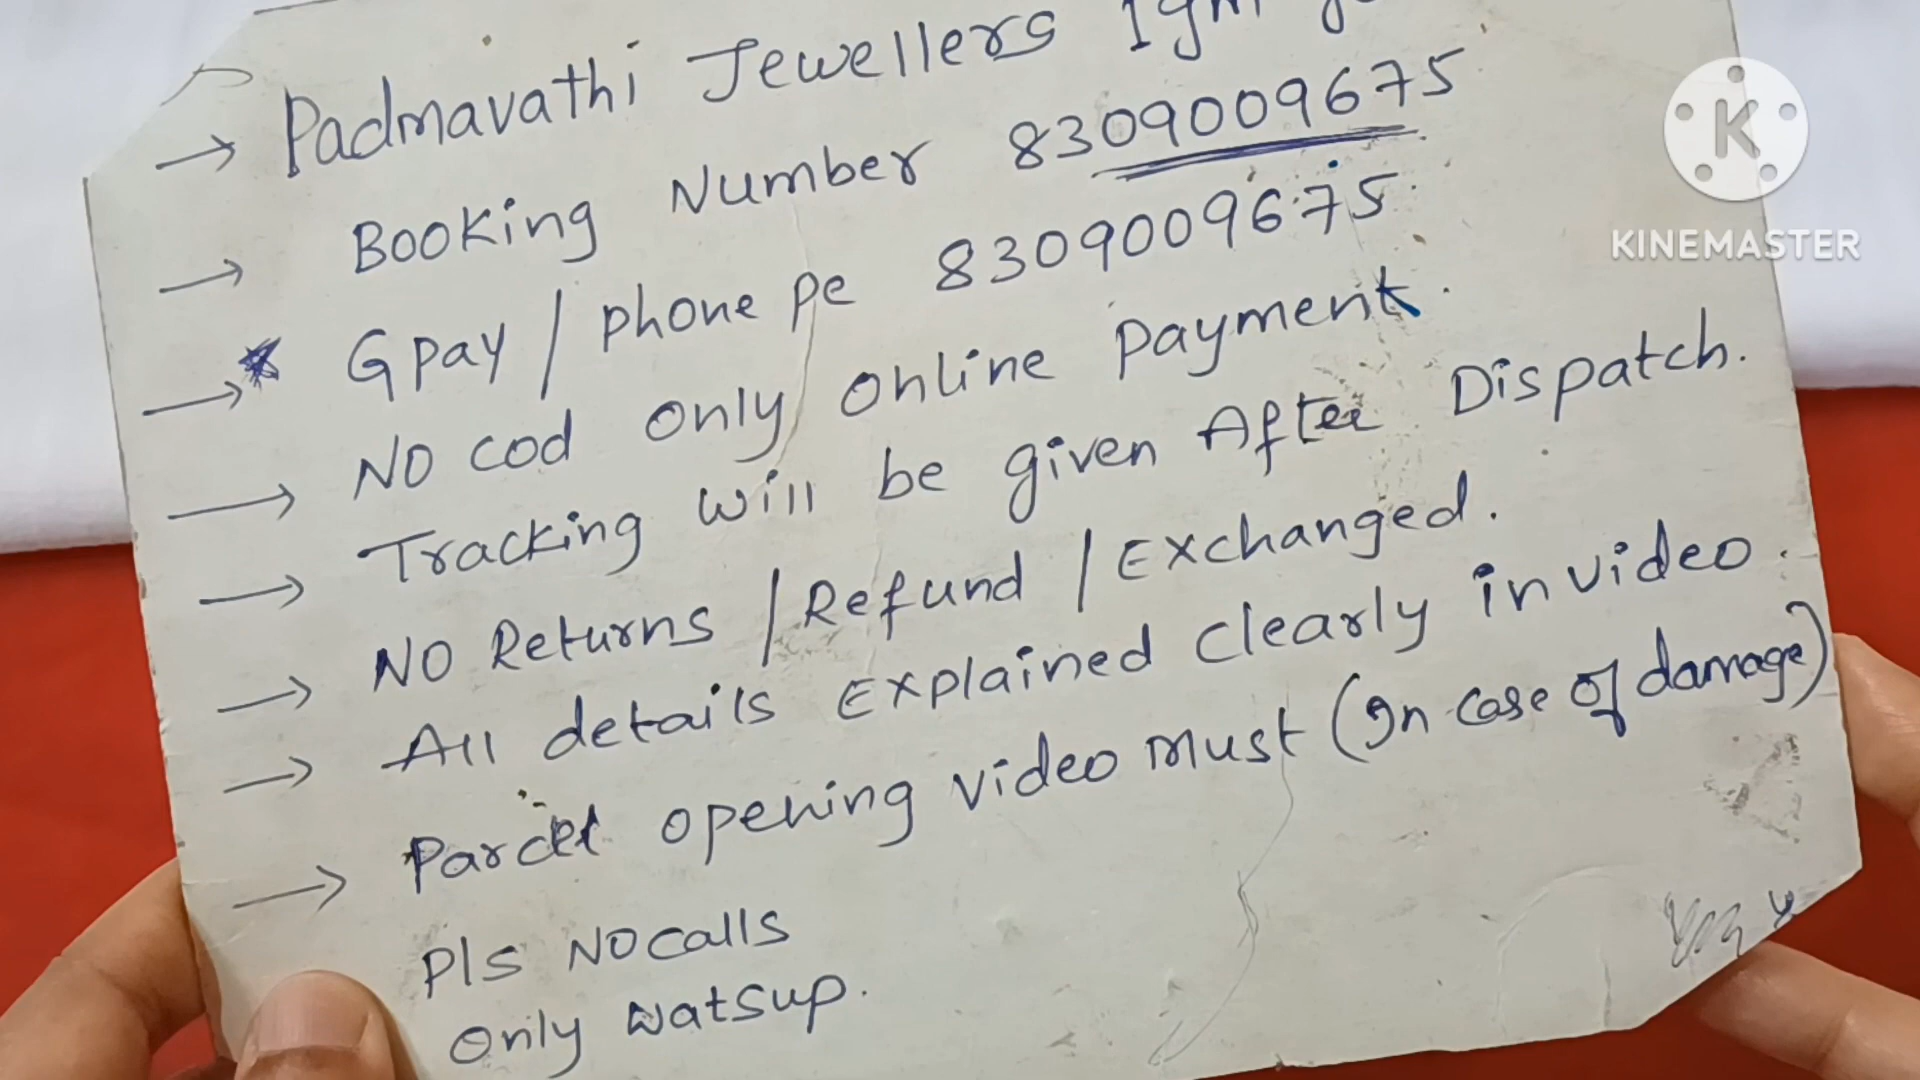 → Padmavathi Jewellers 1gm
→ Booking Number 8309009675
→ * Gpay / phone pe 8309009675
→ NO cod only online payment.
→ Tracking will be given After Dispatch.
→ NO Returns / Refund / Exchanged.
→ All details Explained clearly in video.
→ Parcel opening video must (In case of damage)
Pls NO calls
only watsup.
K
KINEMASTER